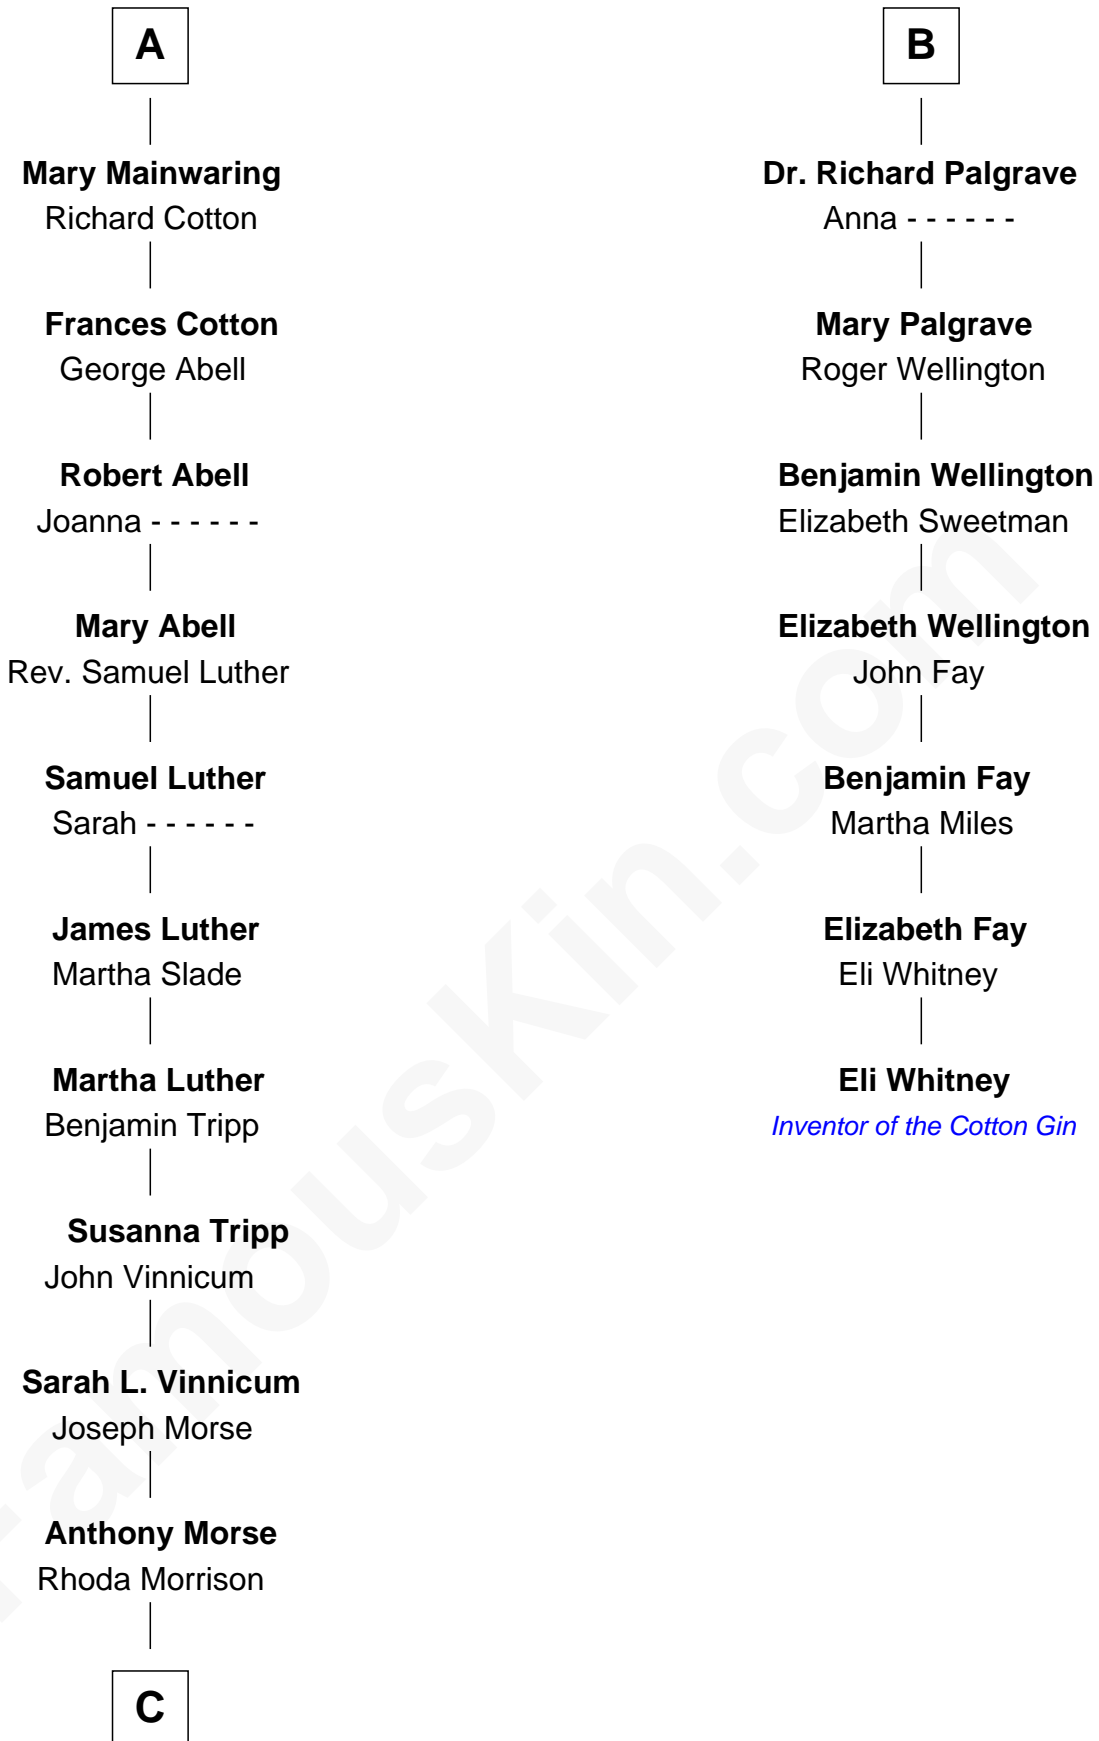 A
Mary Mainwaring
Richard Cotton
Frances Cotton
George Abell
Robert Abell
Joanna - - - - - -
Mary Abell
Rev. Samuel Luther
Samuel Luther
Sarah - - - - - -
James Luther
Martha Slade
Martha Luther
Benjamin Tripp
Susanna Tripp
John Vinnicum
Sarah L. Vinnicum
Joseph Morse
Anthony Morse
Rhoda Morrison
C
B
Dr. Richard Palgrave
Anna - - - - - -
Mary Palgrave
Roger Wellington
Benjamin Wellington
Elizabeth Sweetman
Elizabeth Wellington
John Fay
Benjamin Fay
Martha Miles
Elizabeth Fay
Eli Whitney
Eli Whitney
Inventor of the Cotton Gin
FamousKin.com